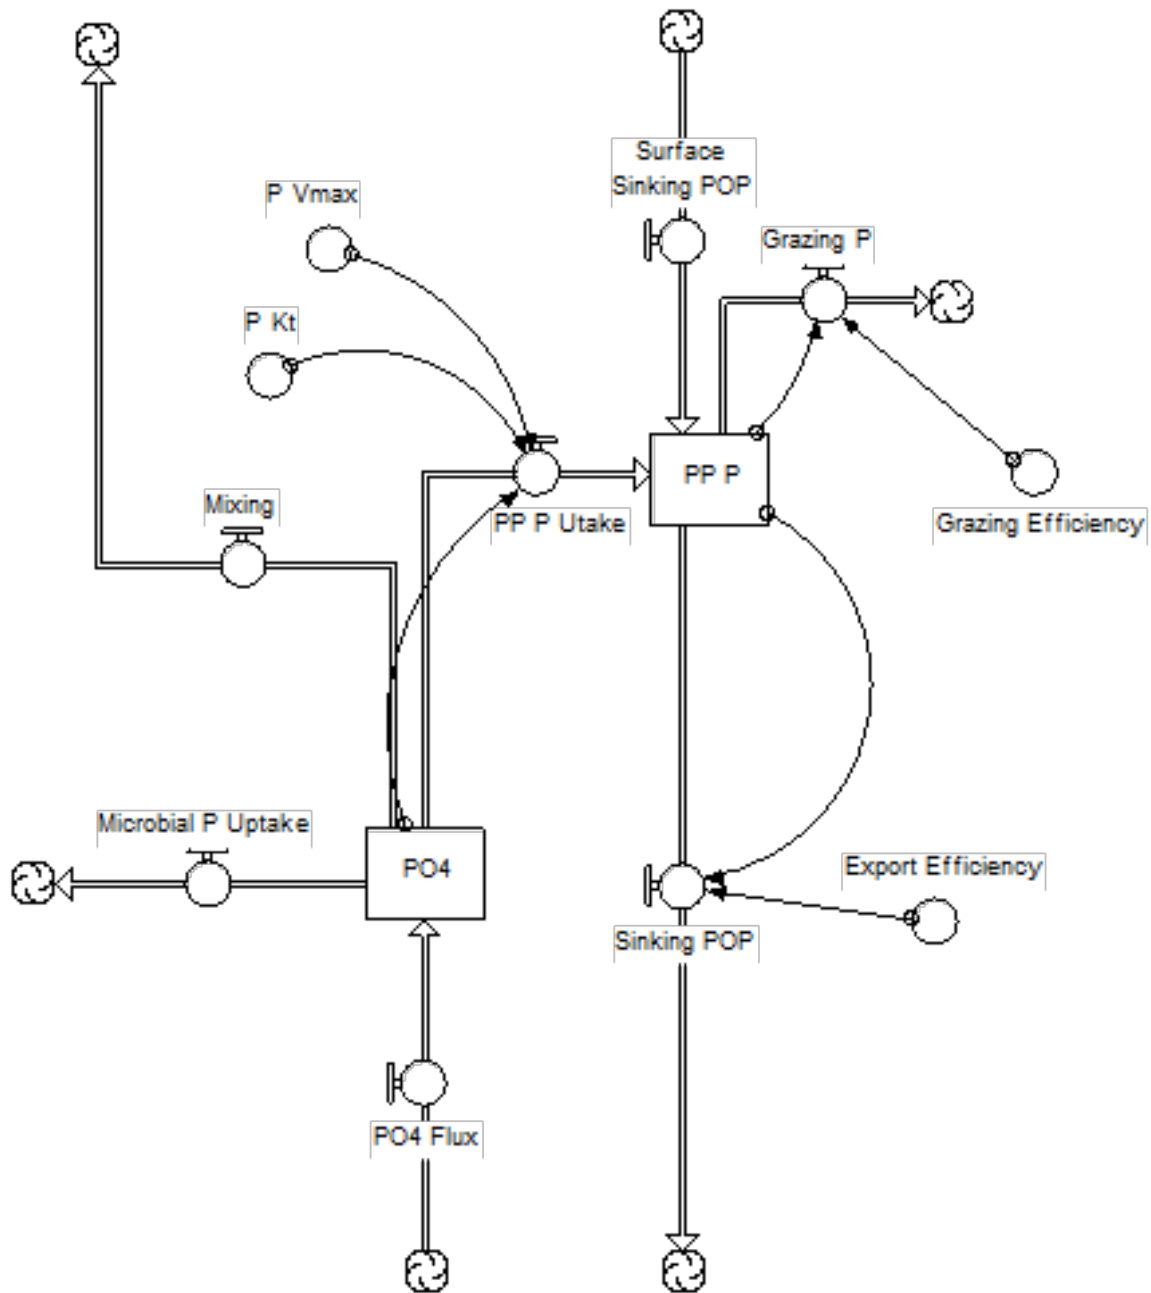 Surface
Sinking POP
P Vmax
Grazing P
P Kt
PP P
Mixing
PP P Utake
Grazing Efficiency
Microbial P Uptake
PO4
Export Efficiency
Sinking POP
PO4 Flux